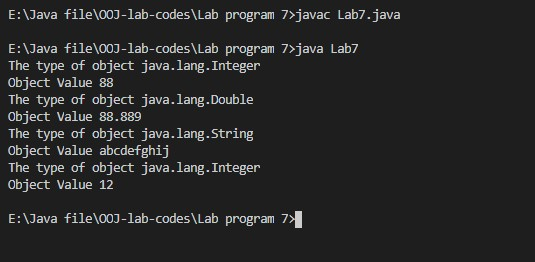 E:\Java file\OOJ-lab-codes\Lab program 7>javac Lab7.java
E:\Java file\OOJ-lab-codes\Lab program 7>java Lab7
The type of object java.lang.Integer
Object Value 88
The type of object java.lang.Double
Object Value 88.889
The type of object java.lang.String
Object Value abcdefghij
The type of object java.lang.Integer
Object Value 12
E:\Java file\OOJ-lab-codes\Lab program 7>